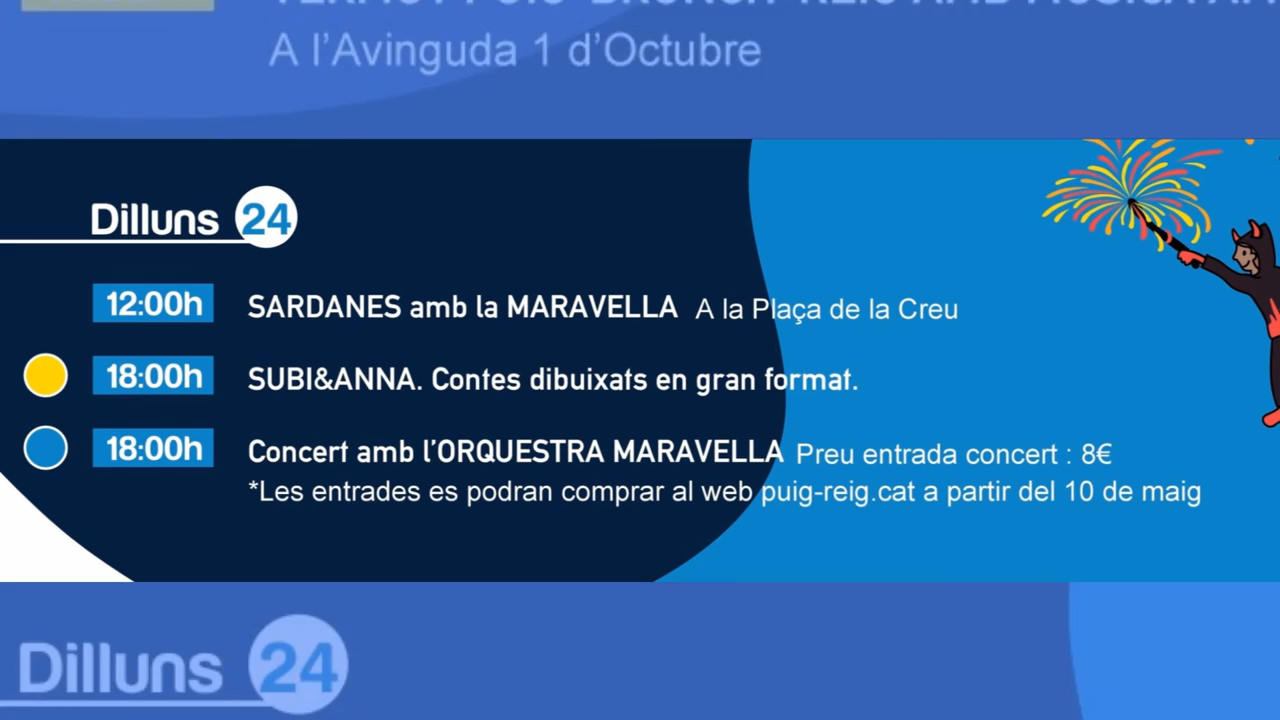 A l'Avinguda 1 d'Octubre
Dilluns 24
12:00h SARDANES amb la MARAVELLA A la Plaça de la Creu
18:00h SUBI&ANNA. Contes dibuixats en gran format.
18:00h Concert amb l'ORQUESTRA MARAVELLA Preu entrada concert : 8€
*Les entrades es podran comprar al web puig-reig.cat a partir del 10 de maig
Dilluns 24